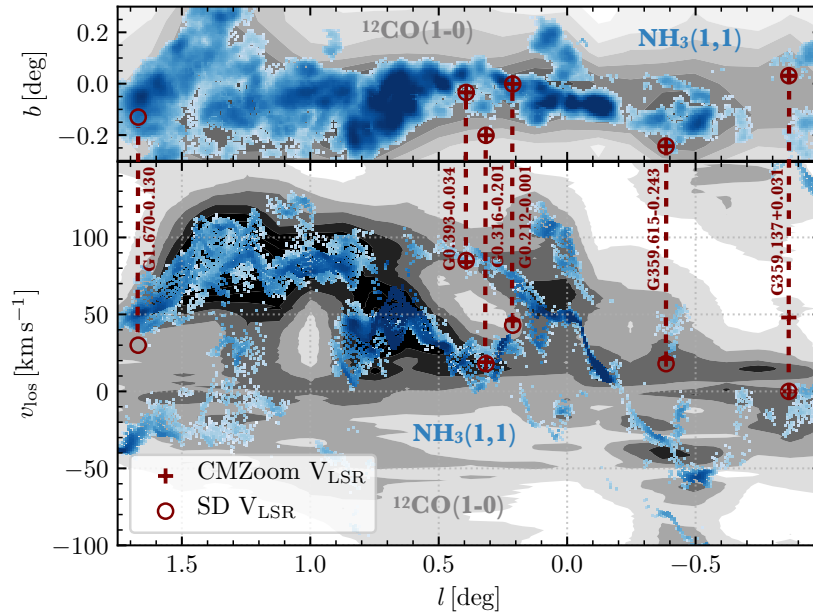 0.2
0.0
−0.2
b [deg]
¹²CO(1-0)
NH₃(1,1)
100
50
0
−50
−100
v_los [km s⁻¹]
G1.670-0.130
G0.393-0.034
G0.316-0.201
G0.212-0.001
G359.615-0.243
G359.137+0.031
NH₃(1,1)
CMZoom V_LSR
SD V_LSR
¹²CO(1-0)
1.5
1.0
0.5
0.0
−0.5
l [deg]